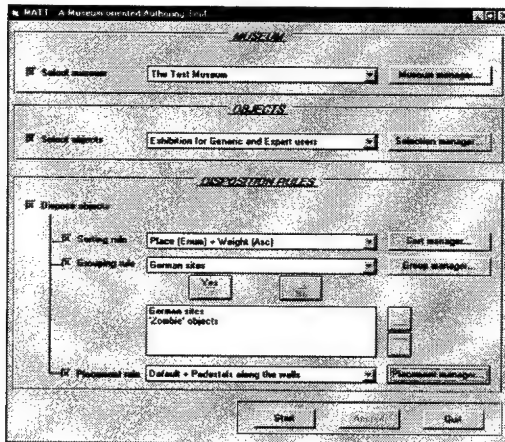 MATT - A Museum oriented Authoring Tool
MUSEUM
Select museum The Test Museum Museum manager...
OBJECTS
Select objects Exhibition for Generic and Expert users Selection manager...
DISPOSITION RULES
Dispose objects
Sorting rule Place (Enum) + Weight (Asc) Sort manager...
Grouping rule German sites Group manager...
Yes No
German sites
'Zombie' objects
Placement rule Default + Pedestals along the walls Placement manager...
Start Quit